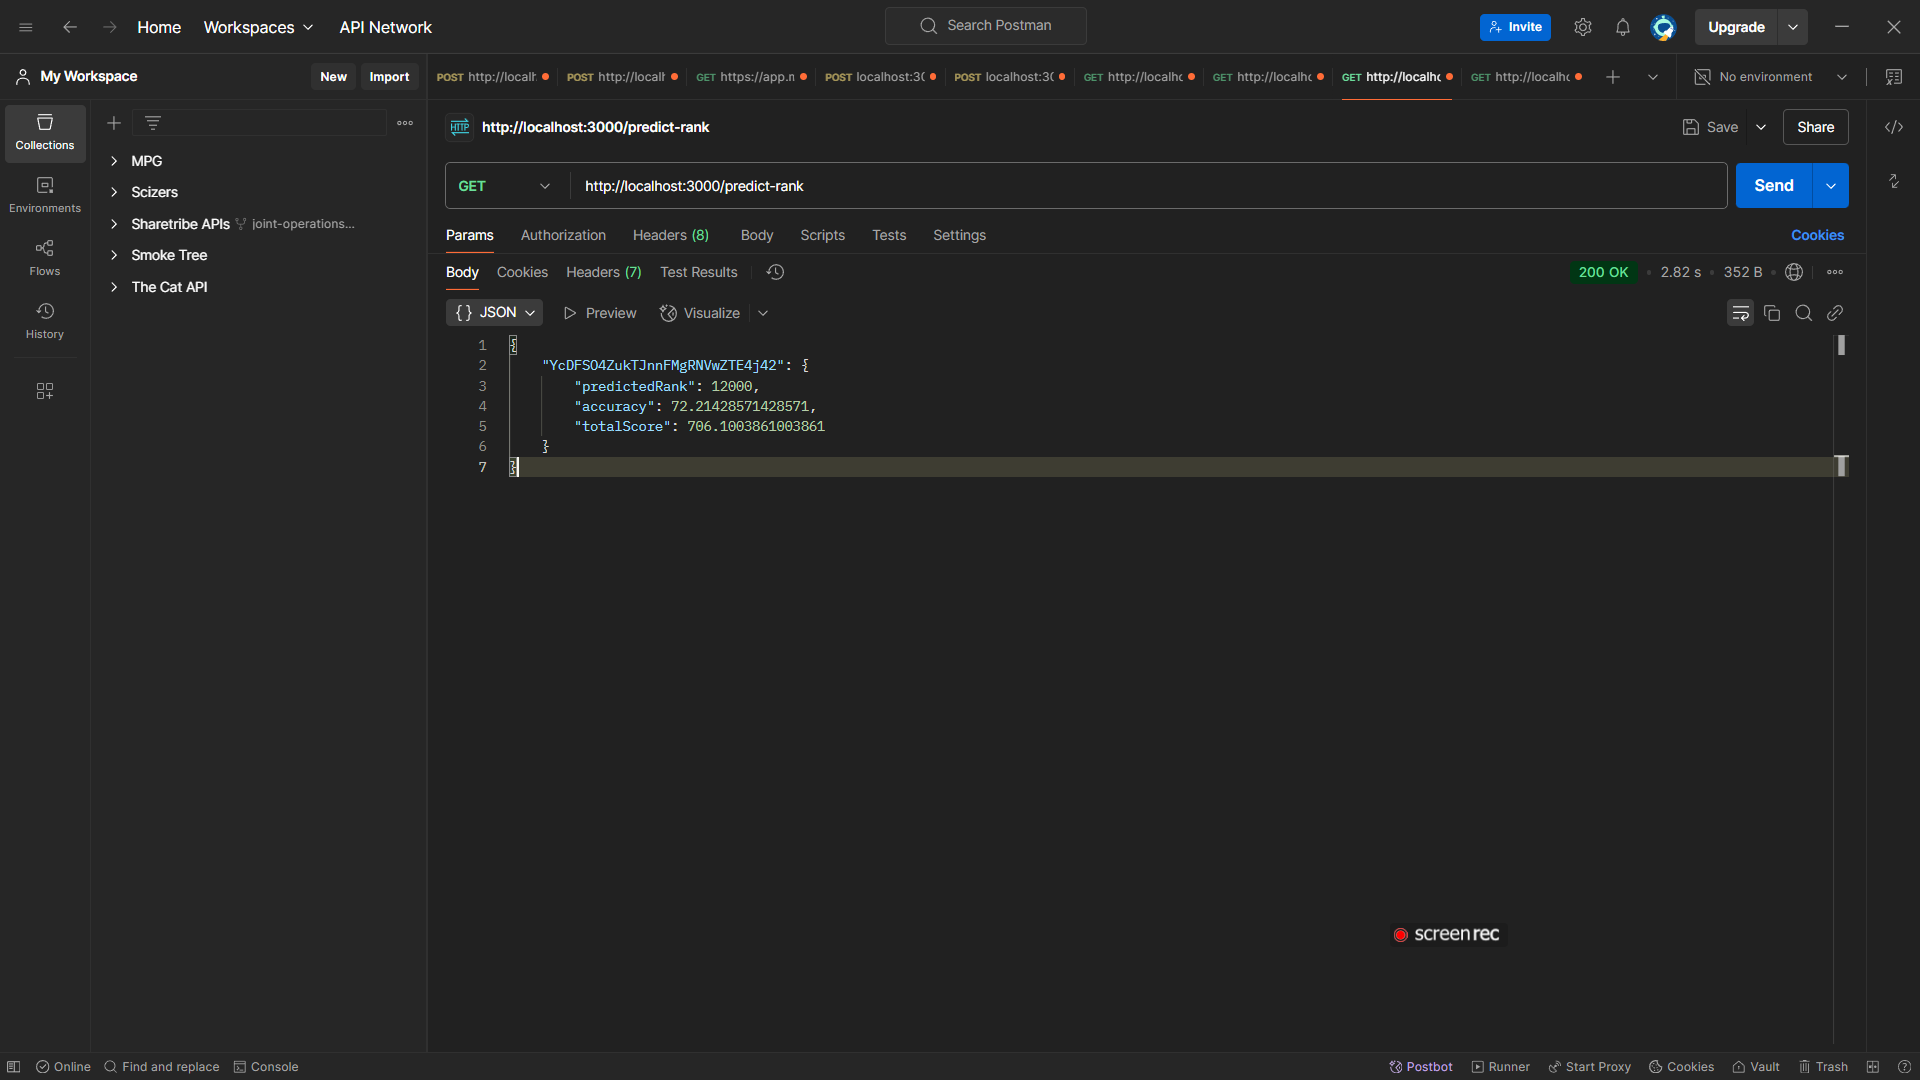 Home
Workspaces
API Network
Search Postman
Invite
Upgrade
My Workspace
New
Import
POST http://localh
POST http://localh
GET https://app.n
POST localhost:30
POST localhost:30
GET http://localhc
GET http://localhc
GET http://localhc
GET http://localhc
No environment
Collections
Environments
Flows
History
MPG
Scizers
Sharetribe APIs joint-operations...
Smoke Tree
The Cat API
HTTP http://localhost:3000/predict-rank
Save
Share
GET http://localhost:3000/predict-rank
Send
Params Authorization Headers (8) Body Scripts Tests Settings
Cookies
Body Cookies Headers (7) Test Results
200 OK • 2.82 s • 352 B •
{} JSON Preview Visualize
1 {
2 "YcDFSO4ZukTJnnFMgRNVwZTE4j42": {
3 "predictedRank": 12000,
4 "accuracy": 72.21428571428571,
5 "totalScore": 706.1003861003861
6 }
7 }
screenrec
Online Find and replace Console
Postbot Runner Start Proxy Cookies Vault Trash